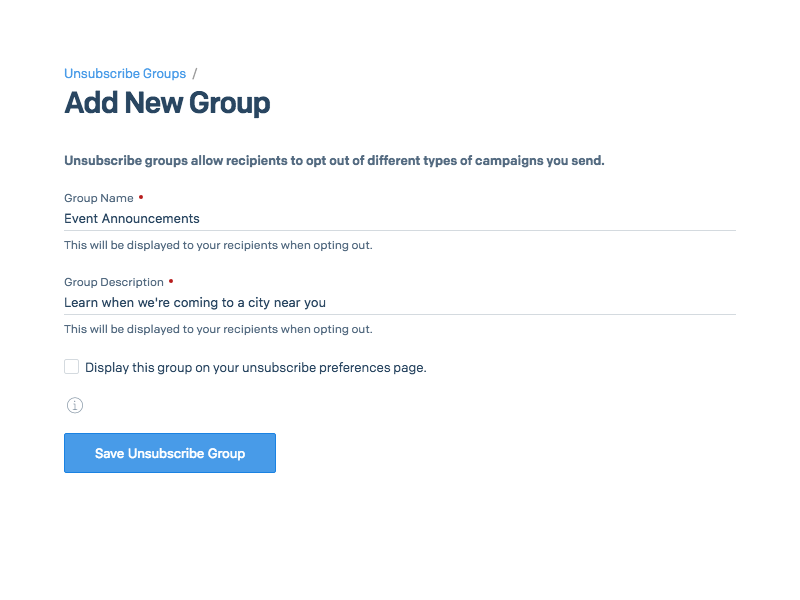 Unsubscribe Groups /
Add New Group
Unsubscribe groups allow recipients to opt out of different types of campaigns you send.
Group Name •
Event Announcements
This will be displayed to your recipients when opting out.
Group Description •
Learn when we're coming to a city near you
This will be displayed to your recipients when opting out.
Display this group on your unsubscribe preferences page.
Save Unsubscribe Group